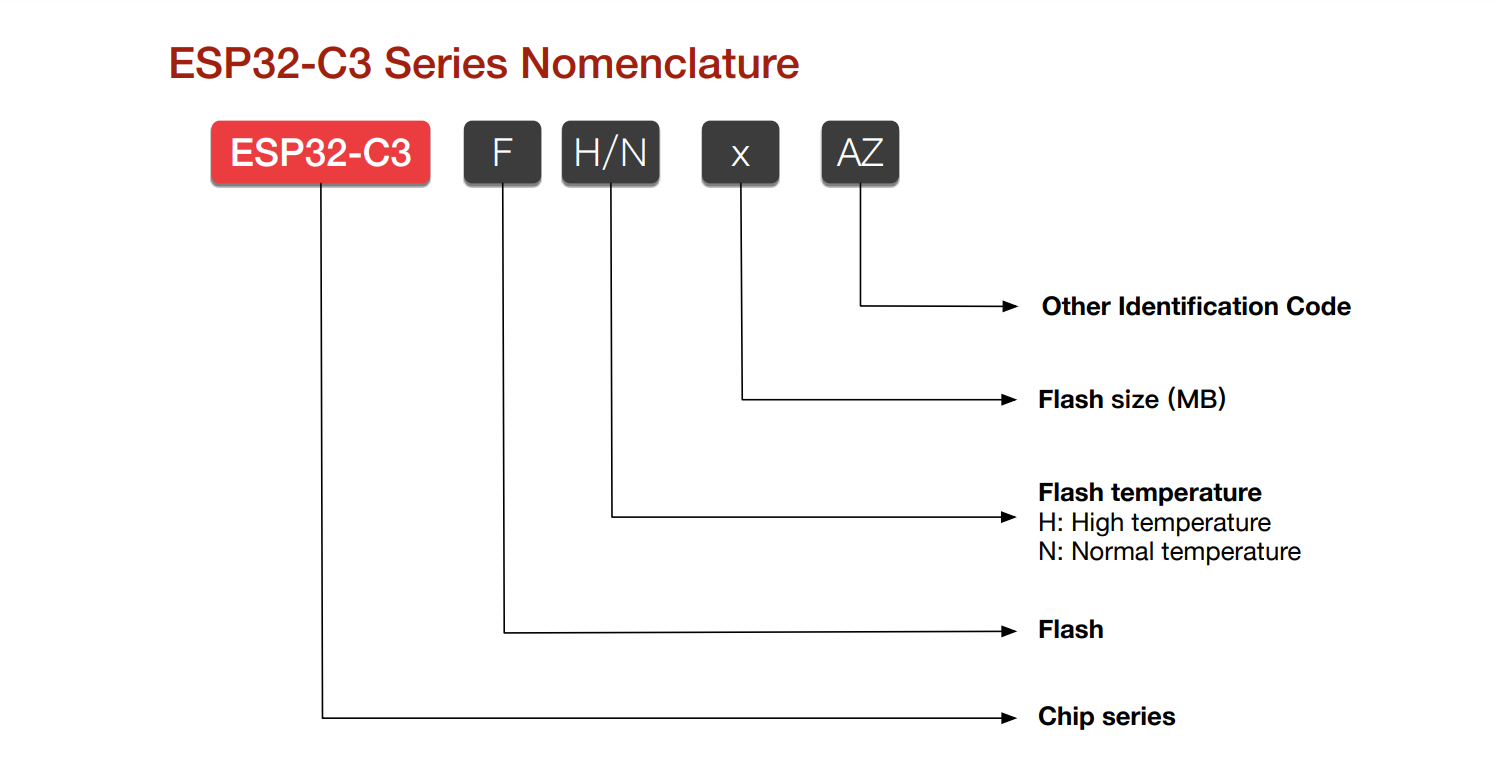 ESP32-C3 Series Nomenclature
ESP32-C3 F H/N x AZ
Other Identification Code
Flash size (MB)
Flash temperature
H: High temperature
N: Normal temperature
Flash
Chip series